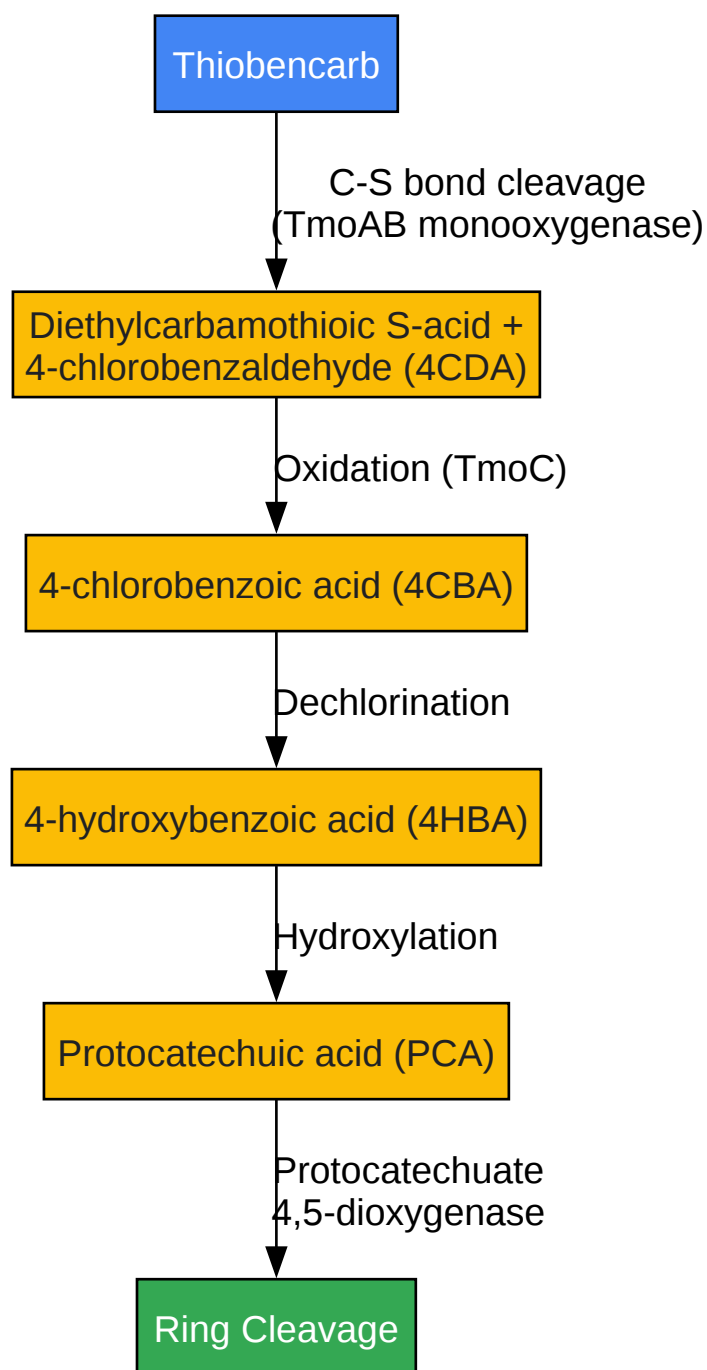 Thiobencarb
C-S bond cleavage
(TmoAB monooxygenase)
Diethylcarbamothioic S-acid +
4-chlorobenzaldehyde (4CDA)
Oxidation (TmoC)
4-chlorobenzoic acid (4CBA)
Dechlorination
4-hydroxybenzoic acid (4HBA)
Hydroxylation
Protocatechuic acid (PCA)
Protocatechuate
4,5-dioxygenase
Ring Cleavage